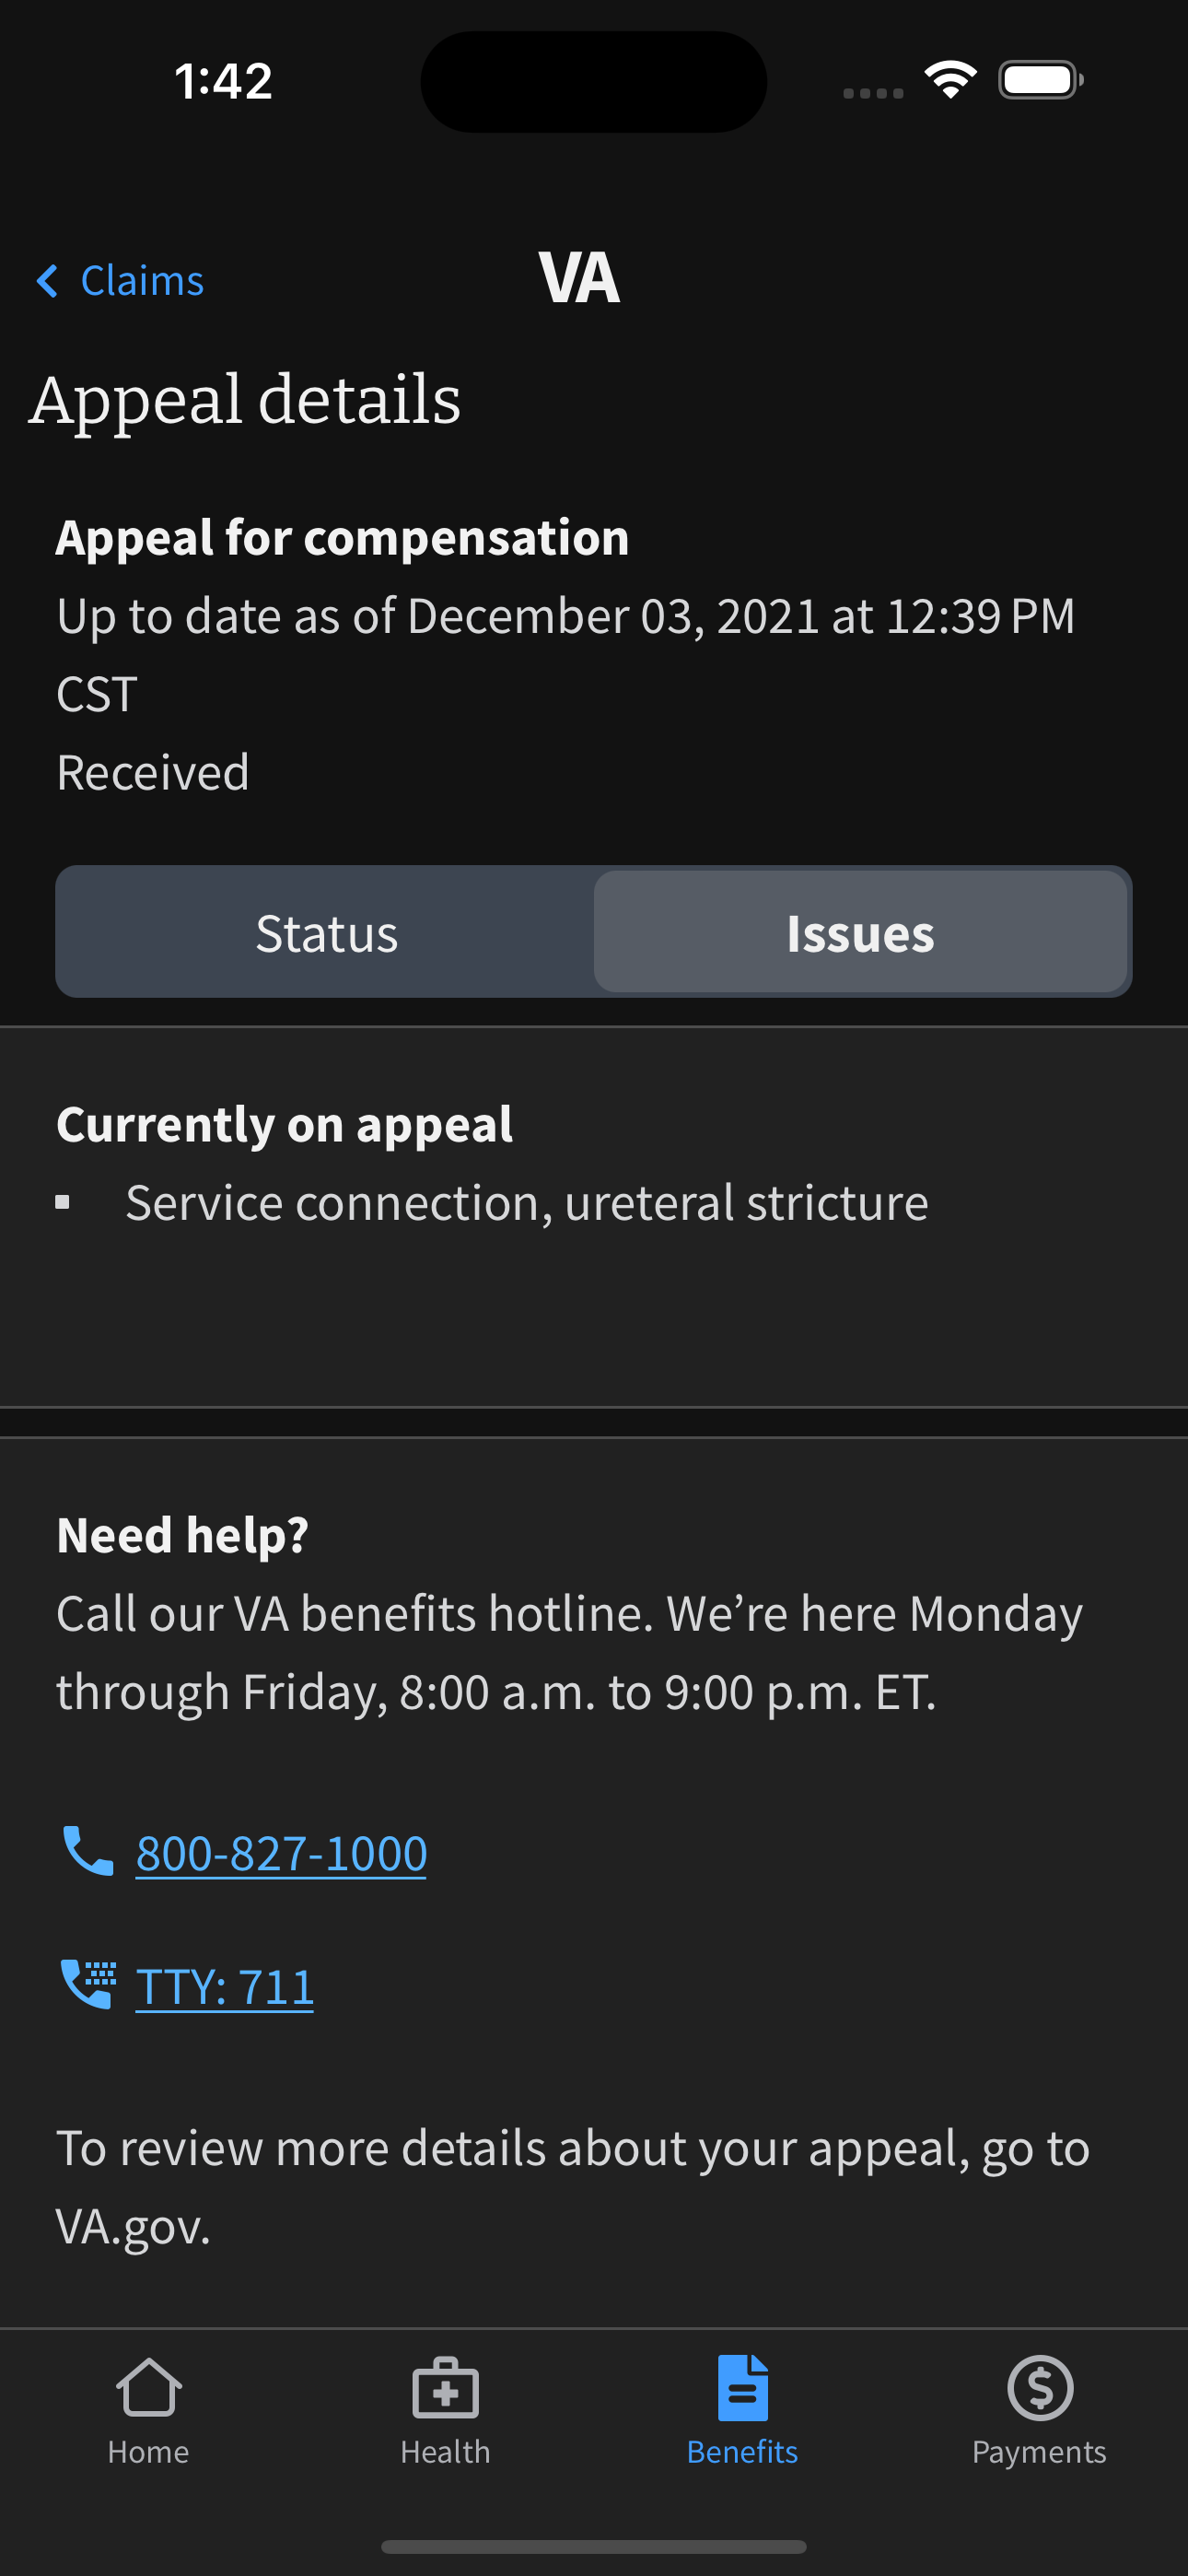 1:42
Claims
VA
Appeal details
Appeal for compensation
Up to date as of December 03, 2021 at 12:39 PM
CST
Received
Status
Issues
Currently on appeal
Service connection, ureteral stricture
Need help?
Call our VA benefits hotline. We’re here Monday
through Friday, 8:00 a.m. to 9:00 p.m. ET.
800-827-1000
TTY: 711
To review more details about your appeal, go to
VA.gov.
Home
Health
Benefits
Payments